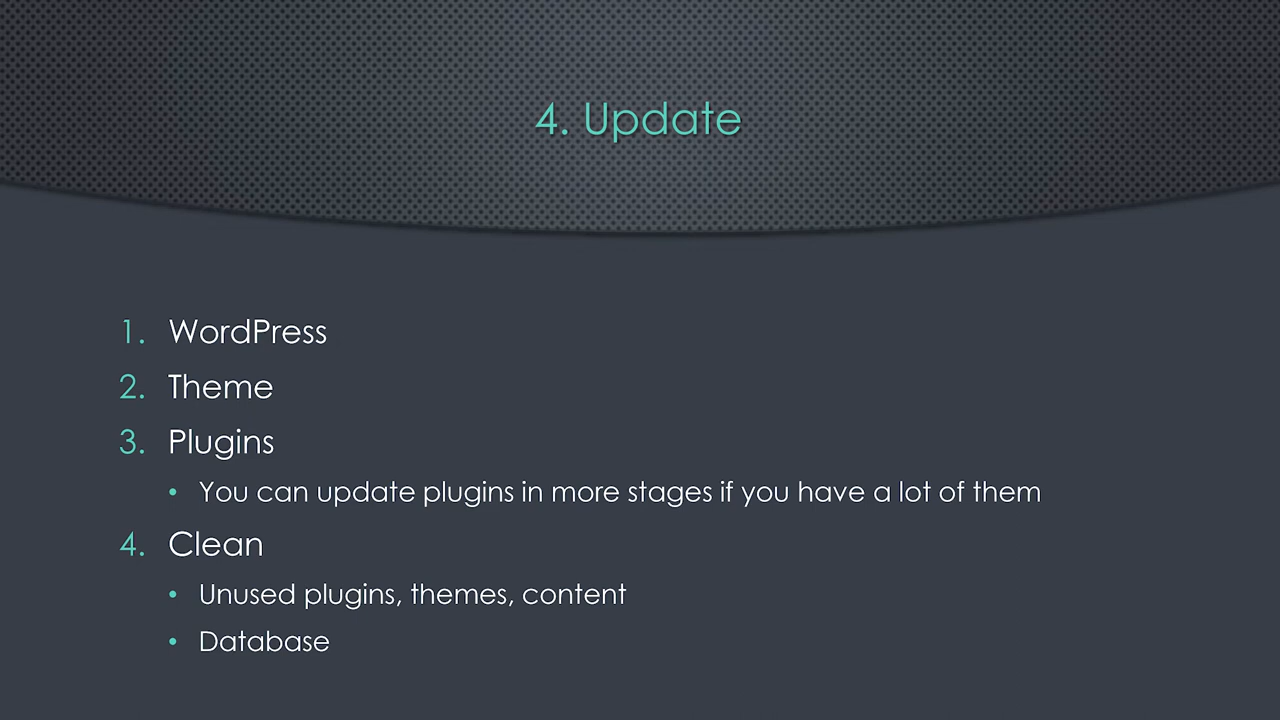 4. Update
1. WordPress
2. Theme
3. Plugins
• You can update plugins in more stages if you have a lot of them
4. Clean
• Unused plugins, themes, content
• Database